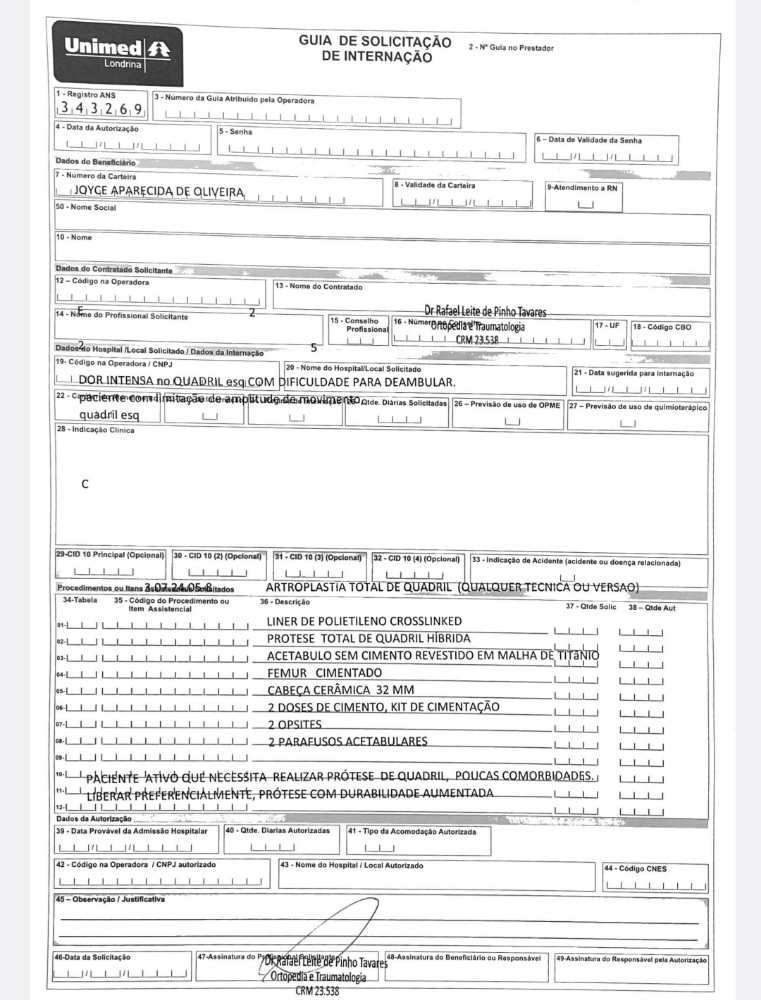 Unimed
Londrina
GUIA DE SOLICITAÇÃO
DE INTERNAÇÃO
2 - Nº Guia no Prestador
1 - Registro ANS
3 4 3 2 6 9
3 - Número da Guia Atribuído pela Operadora
4 - Data da Autorização
5 - Senha
6 – Data de Validade da Senha
Dados do Beneficiário
7 - Número da Carteira
JOYCE APARECIDA DE OLIVEIRA
8 - Validade da Carteira
9-Atendimento a RN
50 - Nome Social
10 - Nome
Dados do Contratado Solicitante
12 – Código na Operadora
13 - Nome do Contratado
Dr Rafael Leite de Pinho Tavares
14 - Nome do Profissional Solicitante
2
15 - Conselho
Profissional
16 - Número
Ortopedia e Traumatologia
CRM 23.538
17 - UF
18 - Código CBO
2
5
Dados do Hospital /Local Solicitado / Dados da Internação
19- Código na Operadora / CNPJ
20 - Nome do Hospital/Local Solicitado
21 - Data sugerida para internação
DOR INTENSA no QUADRIL esq COM DIFICULDADE PARA DEAMBULAR.
22 -
paciente com limitação de amplitude de movimento
Qtde. Diárias Solicitadas
26 – Previsão de uso de OPME
27 – Previsão de uso de quimioterápico
quadril esq
28 - Indicação Clínica
C
29-CID 10 Principal (Opcional)
30 - CID 10 (2) (Opcional)
31 - CID 10 (3) (Opcional)
32 - CID 10 (4) (Opcional)
33 - Indicação de Acidente (acidente ou doença relacionada)
Procedimentos ou Itens Solicitados
3.07.24.05-8
ARTROPLASTIA TOTAL DE QUADRIL (QUALQUER TECNICA OU VERSAO)
34-Tabela
35 - Código do Procedimento ou
Item Assistencial
36 - Descrição
37 - Qtde Solic
38 – Qtde Aut
01- LINER DE POLIETILENO CROSSLINKED
02- PROTESE TOTAL DE QUADRIL HÍBRIDA
03- ACETABULO SEM CIMENTO REVESTIDO EM MALHA DE TITâNIO
04- FEMUR CIMENTADO
05- CABEÇA CERÂMICA 32 MM
06- 2 DOSES DE CIMENTO, KIT DE CIMENTAÇÃO
07- 2 OPSITES
08- 2 PARAFUSOS ACETABULARES
09-
10- PACIENTE ATIVO QUE NECESSITA REALIZAR PRÓTESE DE QUADRIL, POUCAS COMORBIDADES.
11- LIBERAR PREFERENCIALMENTE, PRÓTESE COM DURABILIDADE AUMENTADA
12-
Dados da Autorização
39 - Data Provável da Admissão Hospitalar
40 - Qtde. Diarias Autorizadas
41 - Tipo da Acomodação Autorizada
42 - Código na Operadora / CNPJ autorizado
43 - Nome do Hospital / Local Autorizado
44 - Código CNES
45 – Observação / Justificativa
46-Data da Solicitação
47-Assinatura do Profissional Solicitante
48-Assinatura do Beneficiário ou Responsável
49-Assinatura do Responsável pela Autorização
Dr Rafael Leite de Pinho Tavares
Ortopedia e Traumatologia
CRM 23.538